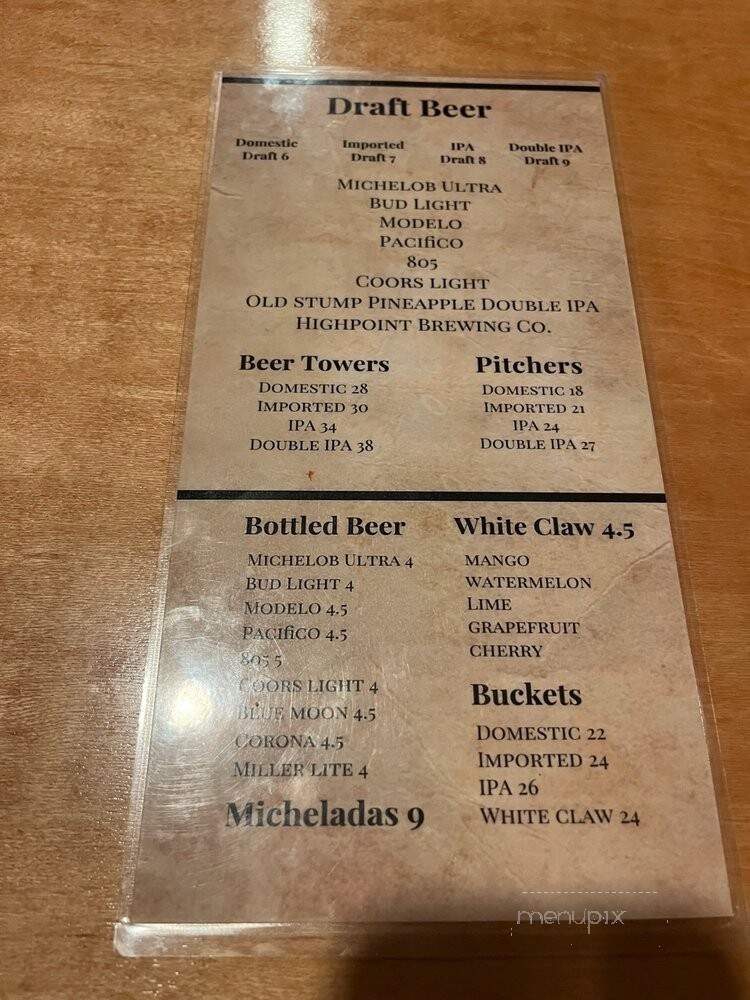 Draft Beer
Domestic Draft 6
Imported Draft 7
IPA Draft 8
Double IPA Draft 9
Michelob Ultra
Bud Light
Modelo
Pacifico
805
Coors light
Old stump Pineapple Double IPA
Highpoint Brewing Co.
Beer Towers
Domestic 28
Imported 30
IPA 34
Double IPA 38
Pitchers
Domestic 18
Imported 21
IPA 24
Double IPA 27
Bottled Beer
Michelob Ultra 4
Bud Light 4
Modelo 4.5
Pacifico 4.5
805 5
Coors light 4
Blue moon 4.5
Corona 4.5
Miller lite 4
Micheladas 9
White Claw 4.5
mango
watermelon
Lime
grapefruit
cherry
Buckets
Domestic 22
Imported 24
IPA 26
White claw 24
menupix